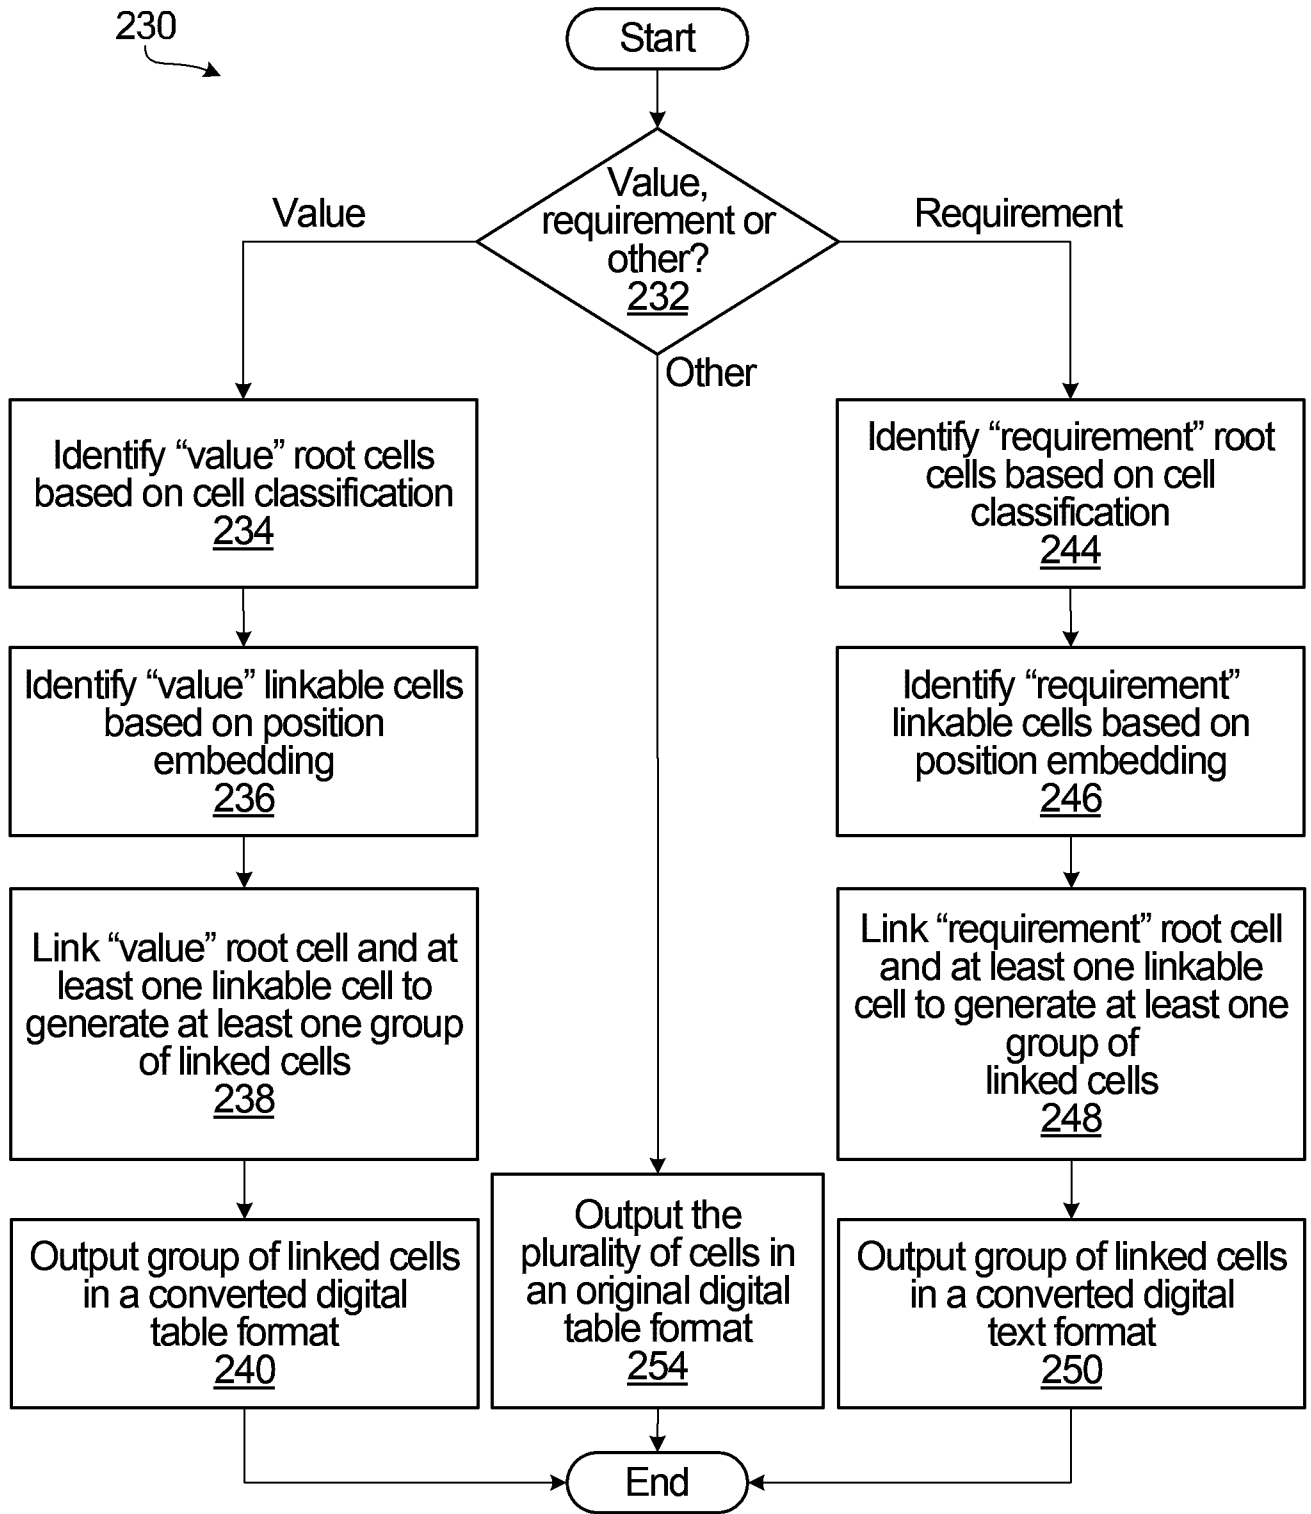 230
Start
Value,
requirement or
other?
232
Value
Requirement
Other
Identify “value” root cells
based on cell classification
234
Identify “value” linkable cells
based on position
embedding
236
Link “value” root cell and at
least one linkable cell to
generate at least one group
of linked cells
238
Output group of linked cells
in a converted digital
table format
240
Output the
plurality of cells in
an original digital
table format
254
Identify “requirement” root
cells based on cell
classification
244
Identify “requirement”
linkable cells based on
position embedding
246
Link “requirement” root cell
and at least one linkable
cell to generate at least one
group of
linked cells
248
Output group of linked cells
in a converted digital
text format
250
End